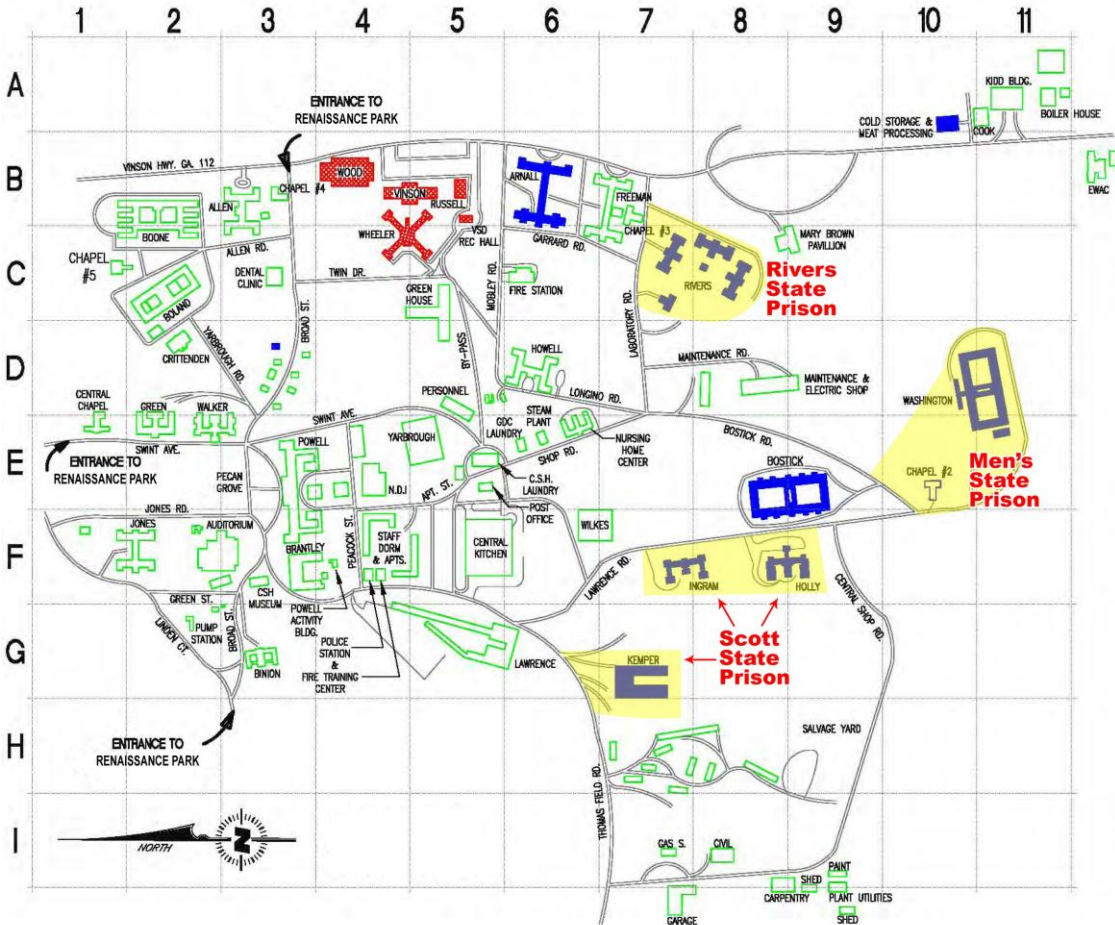 1 2 3 4 5 6 7 8 9 10 11
A
B
C
D
E
F
G
H
I
ENTRANCE TO
RENAISSANCE PARK
KIDD BLDG.
COLD STORAGE &
MEAT PROCESSING
COOK
BOILER HOUSE
VINSON HWY. GA. 112
WOOD
CHAPEL #4
ALLEN
BOONE
VINSON
RUSSELL
ARNALL
FREEMAN
EWAC
WHEELER
VSD
REC HALL
GARRARD RD.
CHAPEL #3
MARY BROWN
PAVILION
ALLEN RD.
CHAPEL
#5
DENTAL
CLINIC
TWIN DR.
GREEN
HOUSE
MOBLEY RD.
FIRE STATION
RIVERS
Rivers
State
Prison
BOLAND
YARBROUGH RD.
BROAD ST.
BY-PASS
LABORATORY RD.
CRITTENDEN
HOWELL
MAINTENANCE RD.
MAINTENANCE &
ELECTRIC SHOP
WASHINGTON
CENTRAL
CHAPEL
GREEN
WALKER
PERSONNEL
LONGINO RD.
SWINT AVE.
POWELL
YARBROUGH
GDC
LAUNDRY
STEAM
PLANT
NURSING
HOME
CENTER
BOSTICK RD.
SWINT AVE.
ENTRANCE TO
RENAISSANCE PARK
PECAN
GROVE
N.D.I
APT. ST.
SHOP RD.
C.S.H.
LAUNDRY
POST
OFFICE
BOSTICK
CHAPEL #2
Men's
State
Prison
JONES RD.
JONES
AUDITORIUM
BRANTLEY
PEACOCK ST.
STAFF
DORM
& APTS.
CENTRAL
KITCHEN
WILKES
LAWRENCE RD.
INGRAM
HOLLY
CENTRAL SHOP RD.
CSH
MUSEUM
GREEN ST.
PUMP
STATION
BROAD ST.
LINDEN CT.
POWELL
ACTIVITY
BLDG.
POLICE
STATION
&
FIRE TRAINING
CENTER
BINION
LAWRENCE
KEMPER
Scott
State
Prison
ENTRANCE TO
RENAISSANCE PARK
SALVAGE YARD
THOMAS FIELD RD.
NORTH
N
GAS S.
CIVIL
PAINT
GARAGE
CARPENTRY
SHED
PLANT UTILITIES
SHED